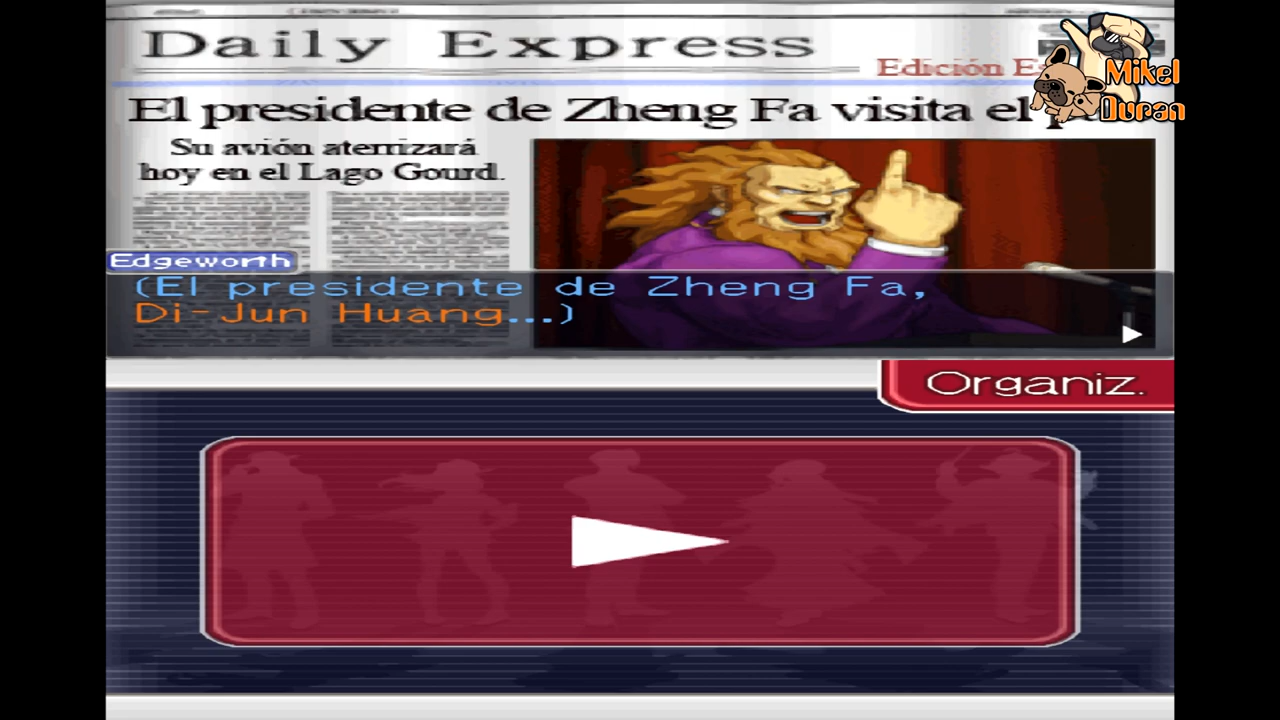 Daily Express
Edición
El presidente de Zheng Fa visita el
Su avión aterrizará
hoy en el Lago Gourd.
Mikel
Duran
Edgeworth
(El presidente de Zheng Fa,
Di-Jun Huang...)
Organiz.